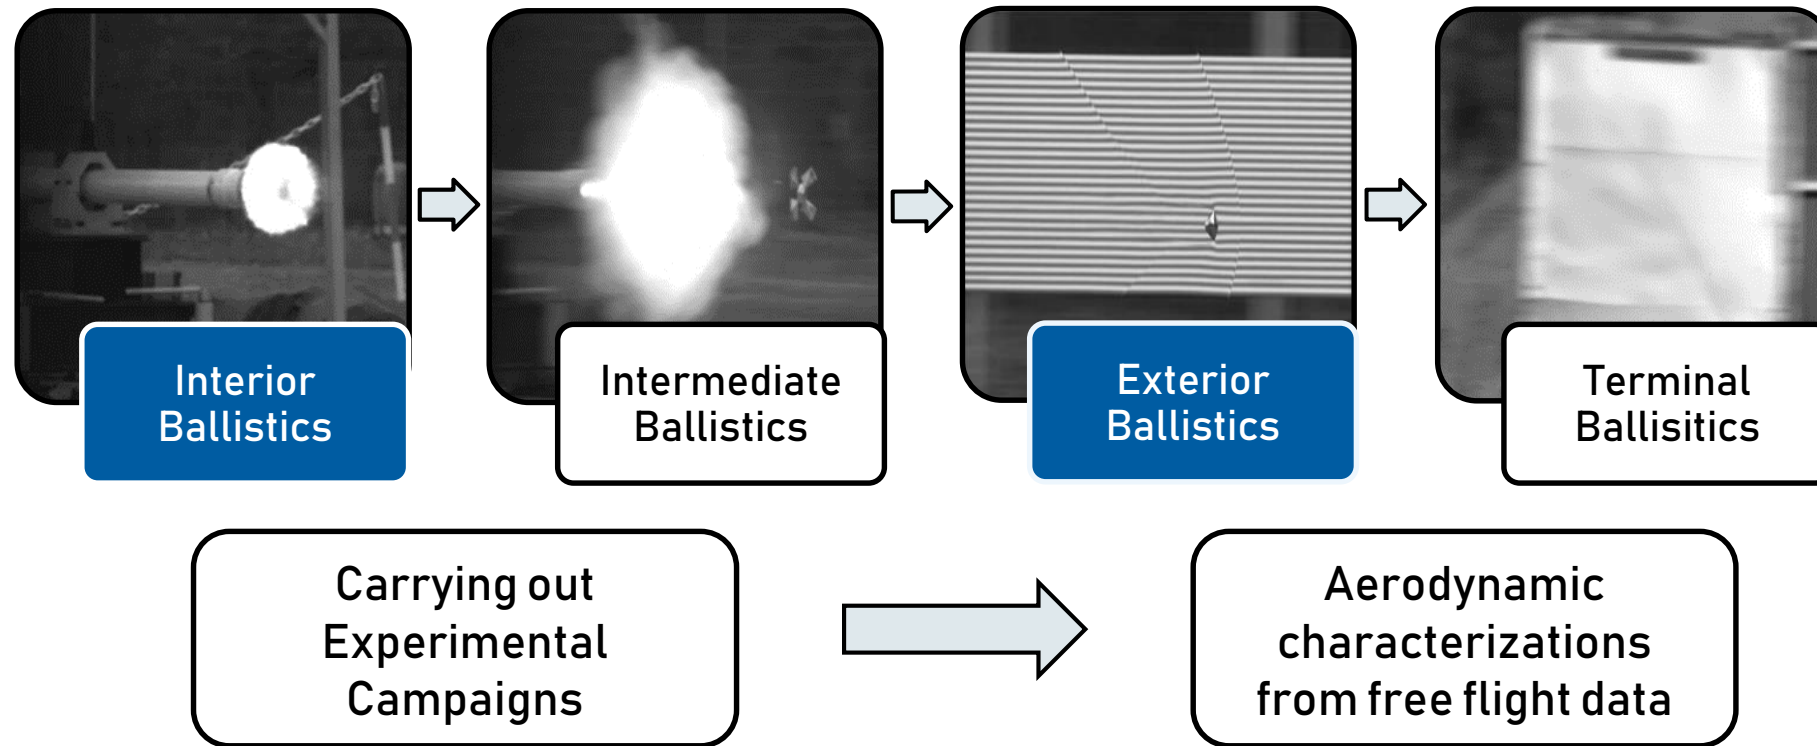 Interior
Ballistics
Intermediate
Ballistics
Exterior
Ballistics
Terminal
Ballisitics
Carrying out
Experimental
Campaigns
Aerodynamic
characterizations
from free flight data